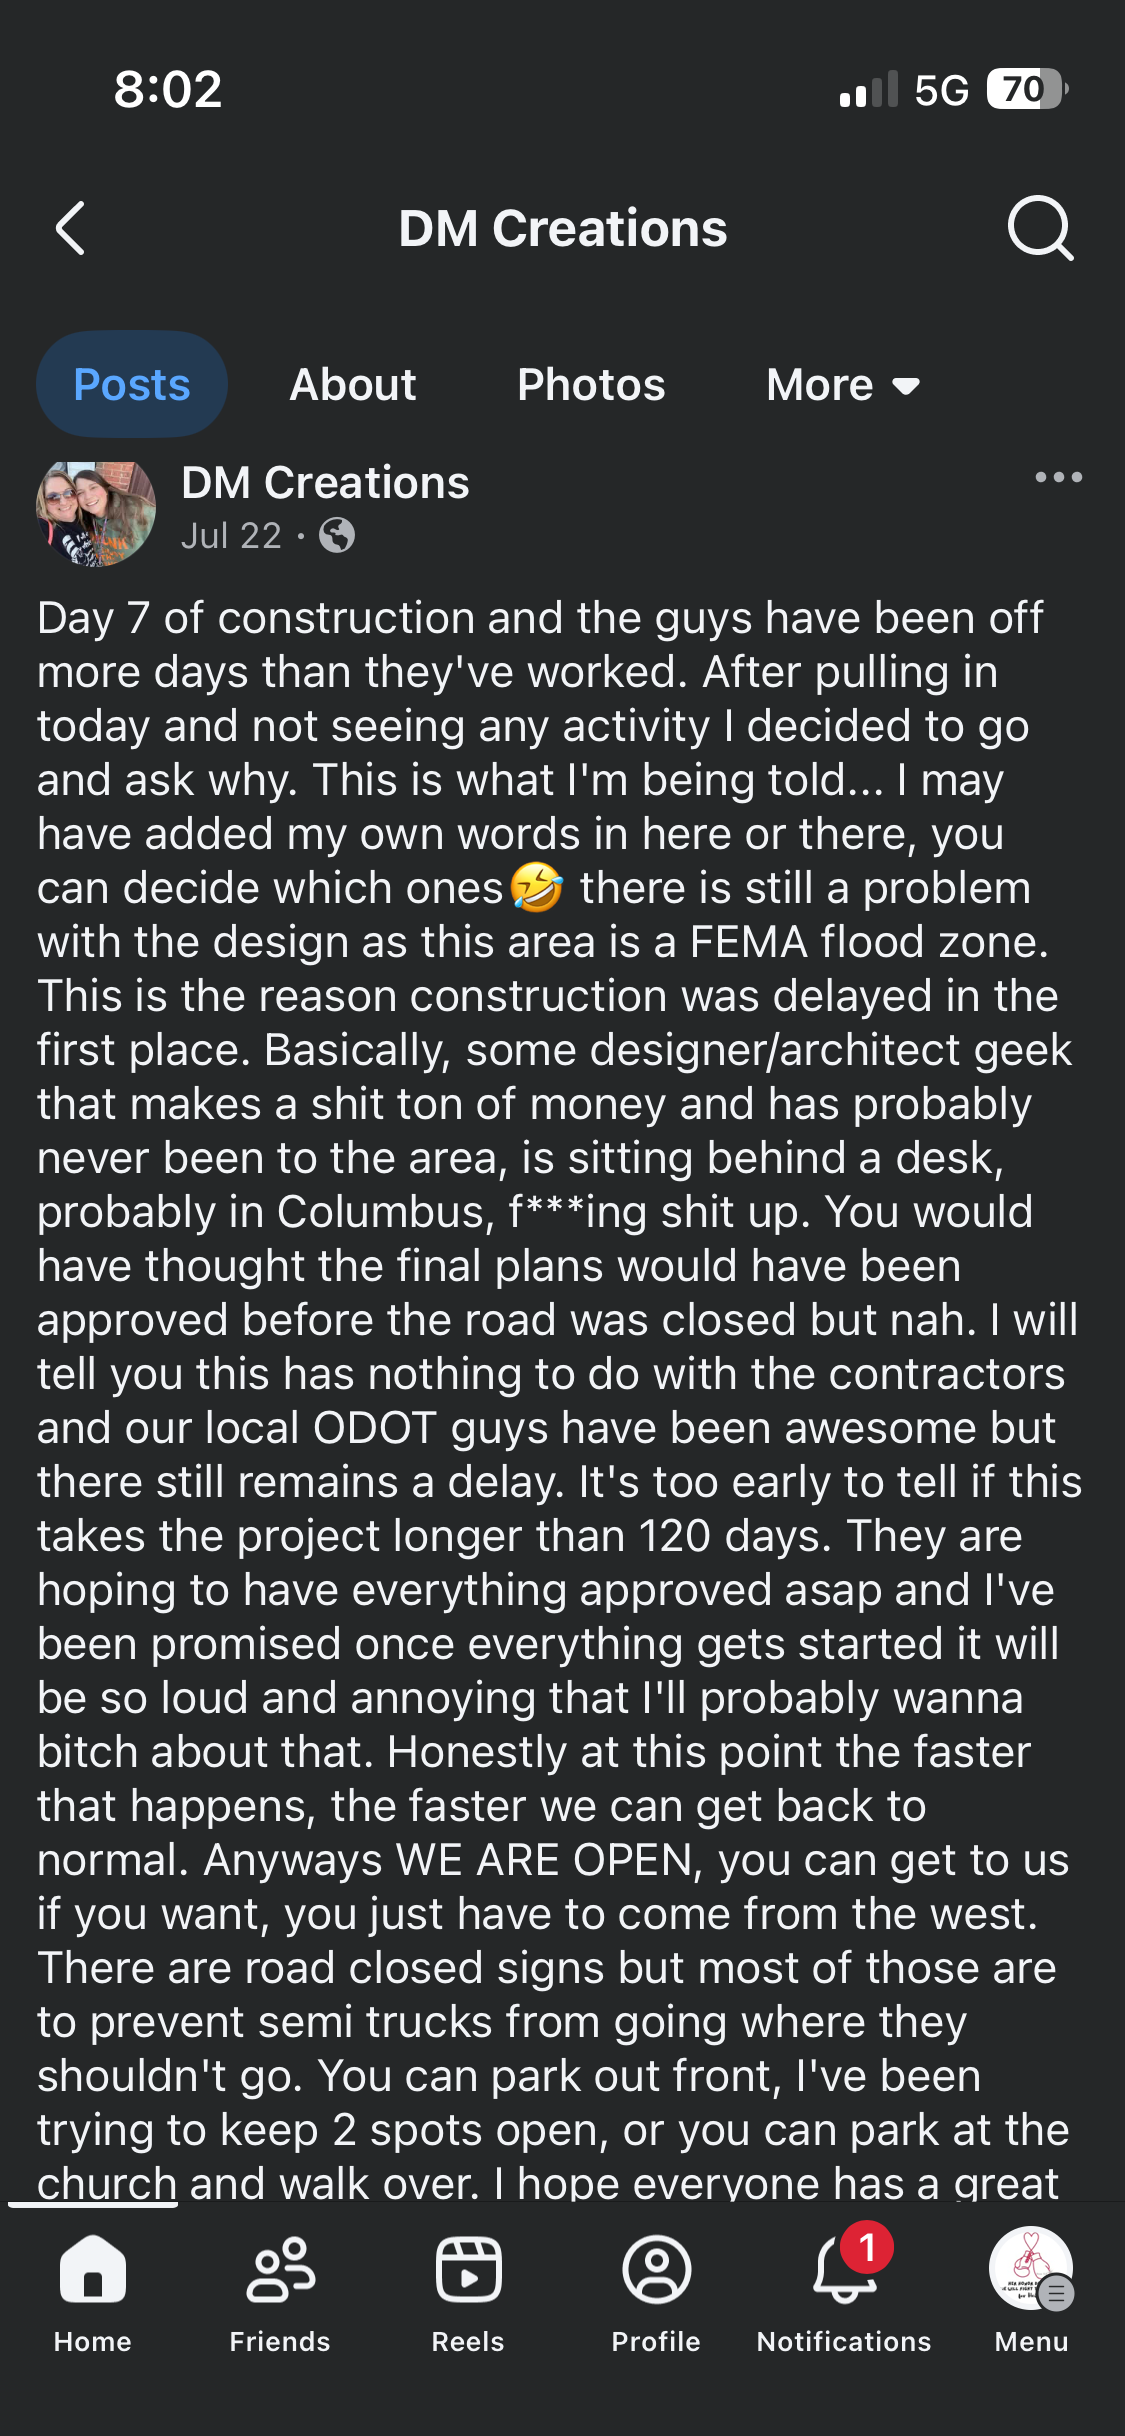 8:02
5G 70
DM Creations
Posts About Photos More
DM Creations
Jul 22 ·
Day 7 of construction and the guys have been off
more days than they've worked. After pulling in
today and not seeing any activity I decided to go
and ask why. This is what I'm being told... I may
have added my own words in here or there, you
can decide which ones🤣 there is still a problem
with the design as this area is a FEMA flood zone.
This is the reason construction was delayed in the
first place. Basically, some designer/architect geek
that makes a shit ton of money and has probably
never been to the area, is sitting behind a desk,
probably in Columbus, f***ing shit up. You would
have thought the final plans would have been
approved before the road was closed but nah. I will
tell you this has nothing to do with the contractors
and our local ODOT guys have been awesome but
there still remains a delay. It's too early to tell if this
takes the project longer than 120 days. They are
hoping to have everything approved asap and I've
been promised once everything gets started it will
be so loud and annoying that I'll probably wanna
bitch about that. Honestly at this point the faster
that happens, the faster we can get back to
normal. Anyways WE ARE OPEN, you can get to us
if you want, you just have to come from the west.
There are road closed signs but most of those are
to prevent semi trucks from going where they
shouldn't go. You can park out front, I've been
trying to keep 2 spots open, or you can park at the
church and walk over. I hope everyone has a great
1
Home Friends Reels Profile Notifications Menu